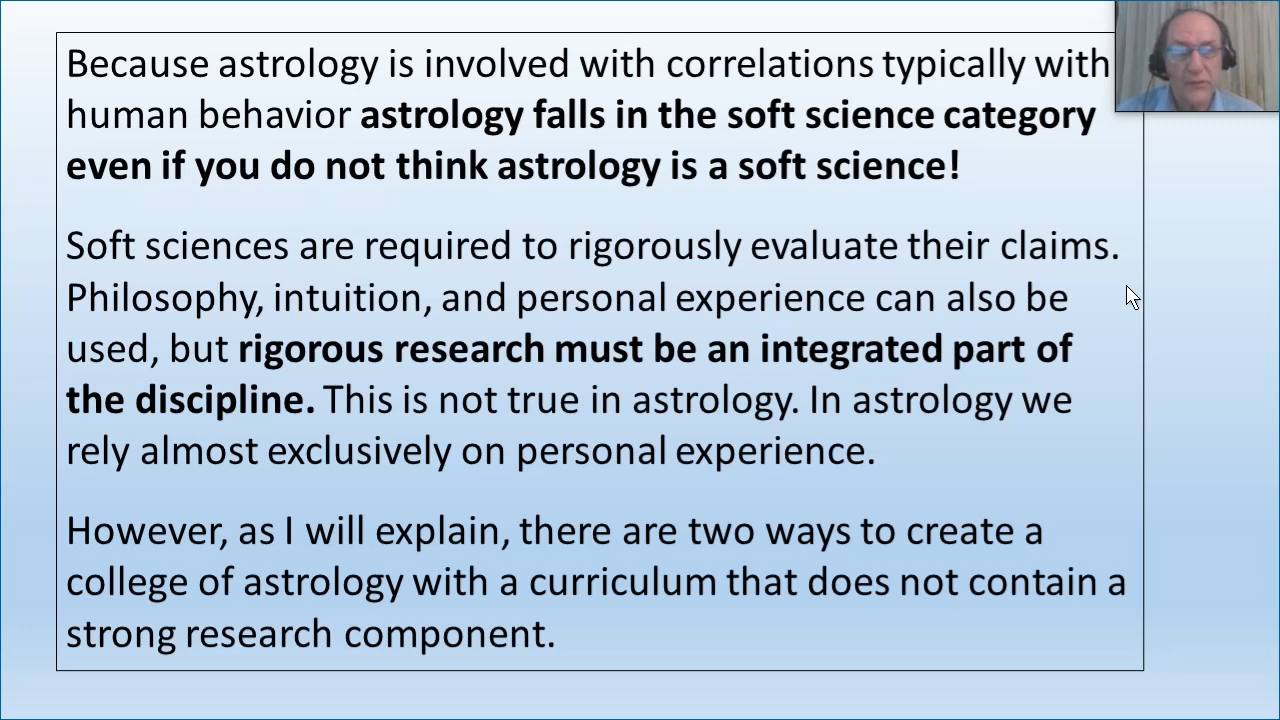 Because astrology is involved with correlations typically with
human behavior astrology falls in the soft science category
even if you do not think astrology is a soft science!
Soft sciences are required to rigorously evaluate their claims.
Philosophy, intuition, and personal experience can also be
used, but rigorous research must be an integrated part of
the discipline. This is not true in astrology. In astrology we
rely almost exclusively on personal experience.
However, as I will explain, there are two ways to create a
college of astrology with a curriculum that does not contain a
strong research component.